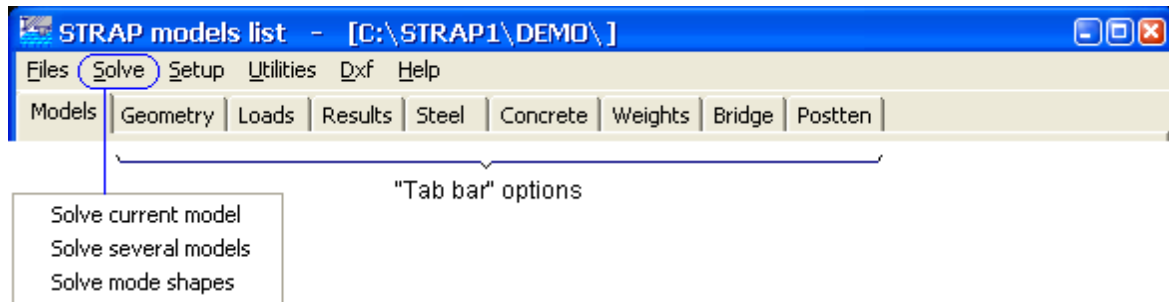 STRAP models list - [C:\STRAP1\DEMO\]
Files Solve Setup Utilities Dxf Help
Models Geometry Loads Results Steel Concrete Weights Bridge Postten
"Tab bar" options
Solve current model
Solve several models
Solve mode shapes